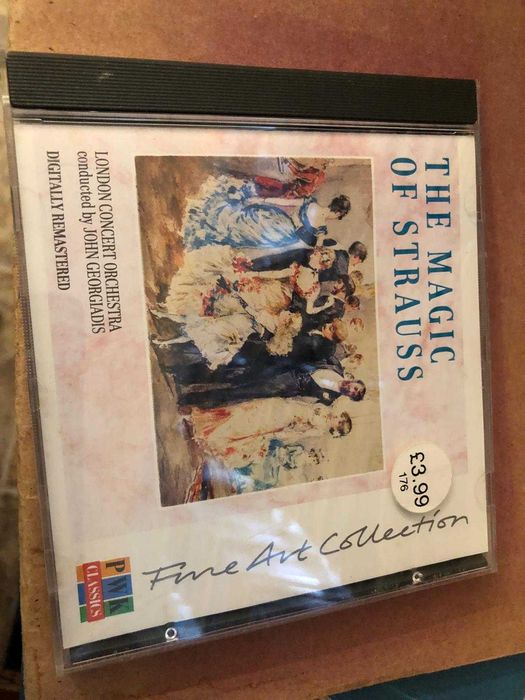 THE MAGIC
OF STRAUSS
£3.99
176
LONDON CONCERT ORCHESTRA
conducted by JOHN GEORGIADIS
DIGITALLY REMASTERED
Fine Art Collection
PWK
CLASSICS